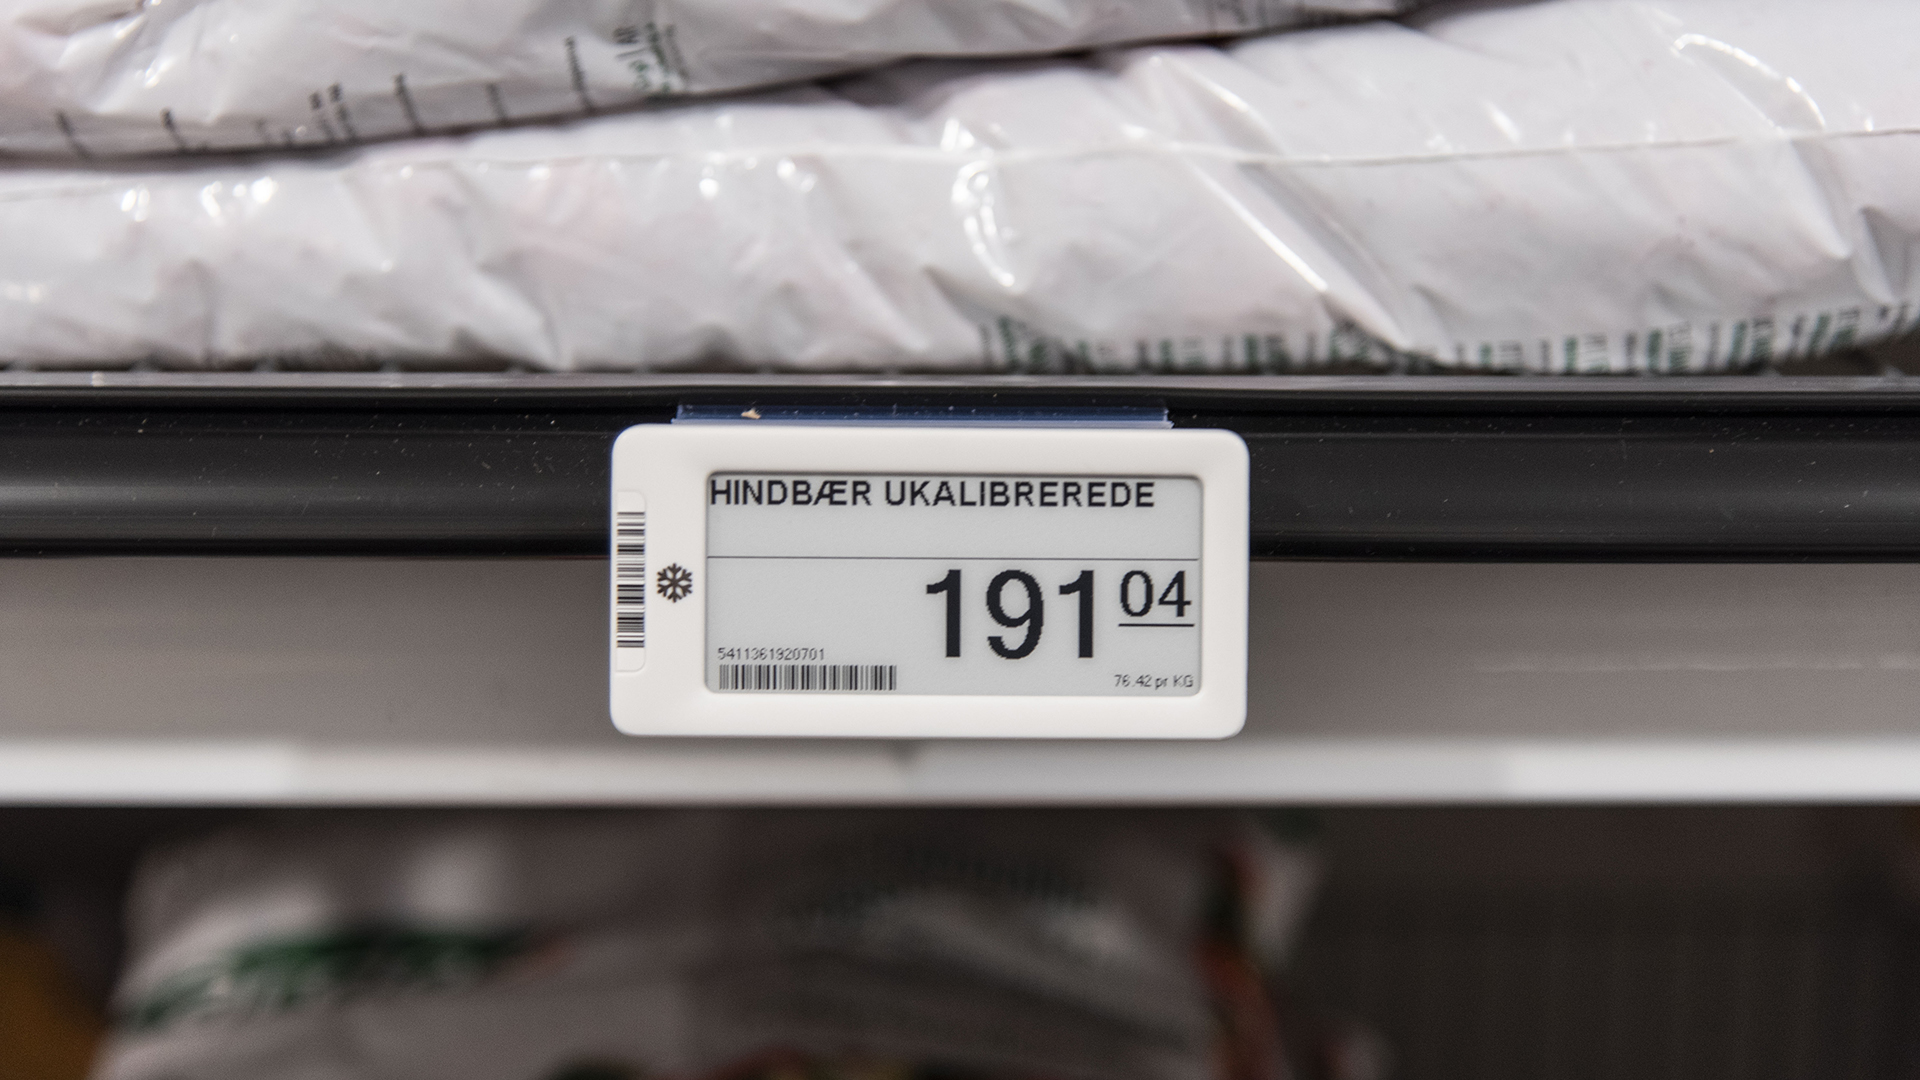 HINDBÆR UKALIBREREDE
191 04
5411361920701
76.42 pr KG